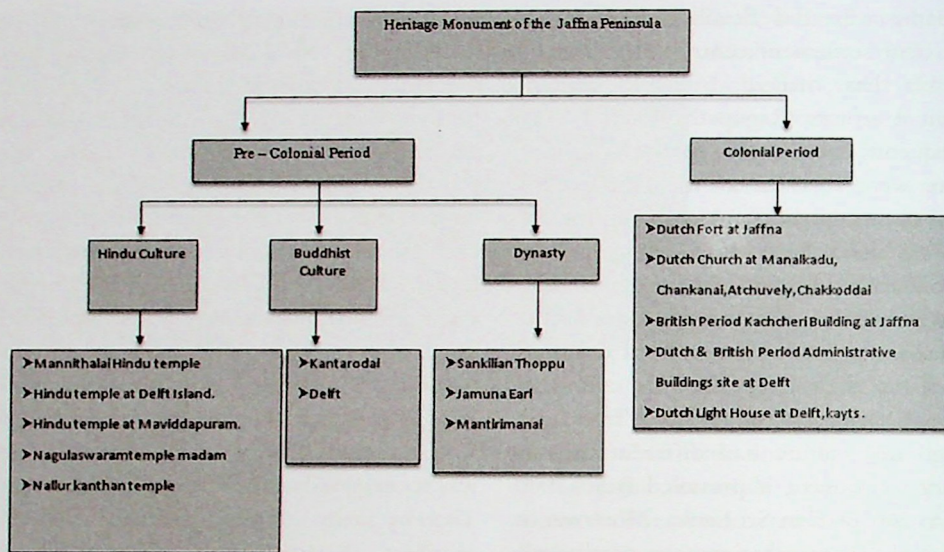 Heritage Monument of the Jaffna Peninsula
Pre – Colonial Period
Colonial Period
Hindu Culture
Buddhist
Culture
Dynasty
➤Mannithalai Hindu temple
➤Hindu temple at Delft Island.
➤Hindu temple at Maviddapuram.
➤Nagulaswaramtemple madam
➤Nallur kanthan temple
➤Kantarodai
➤Delft
➤Sankilian Thoppu
➤Jamuna Earl
➤Mantirimanai
➤Dutch Fort at Jaffna
➤Dutch Church at Manalkadu,
Chankanai,Atchuvely,Chakkoddai
➤British Period Kachcheri Building at Jaffna
➤Dutch & British Period Administrative
Buildings site at Delft
➤Dutch Light House at Delft,kayts.